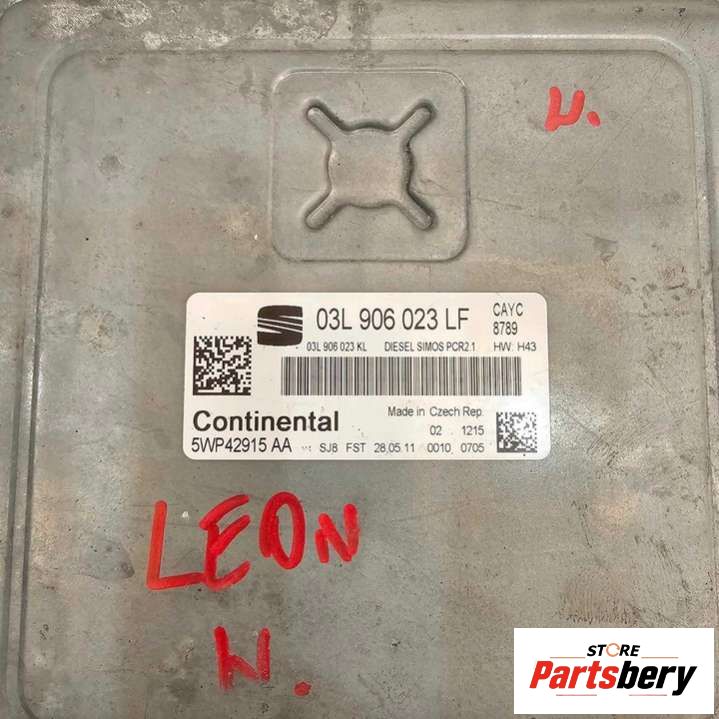 И.
03L 906 023 LF CAYC
8789
03L 906 023 KL DIESEL SIMOS PCR2.1 HW: H43
Continental Made in Czech Rep.
02 1215
5WP42915 AA SJ8 FST 28.05.11 0010 0705
LEON
И.
STORE
Partsbery